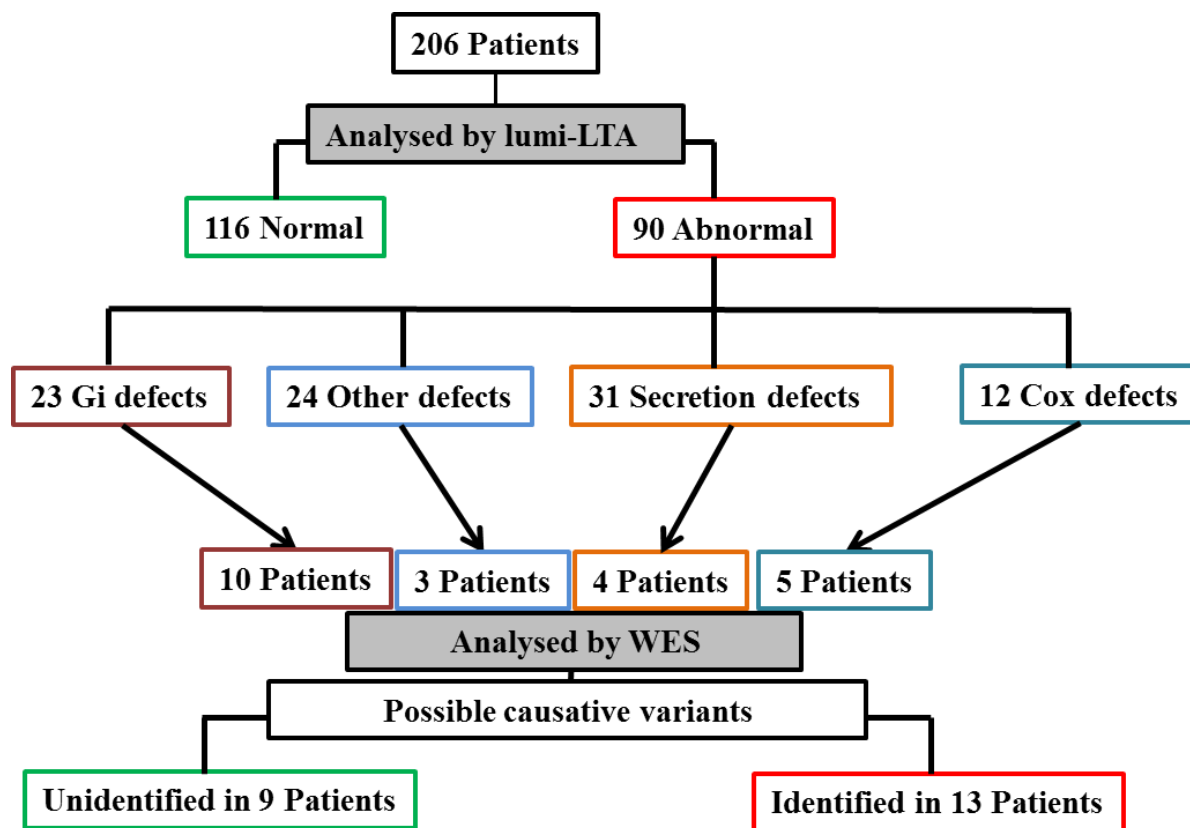 206 Patients
Analysed by lumi-LTA
116 Normal
90 Abnormal
23 Gi defects
24 Other defects
31 Secretion defects
12 Cox defects
10 Patients
3 Patients
4 Patients
5 Patients
Analysed by WES
Possible causative variants
Unidentified in 9 Patients
Identified in 13 Patients